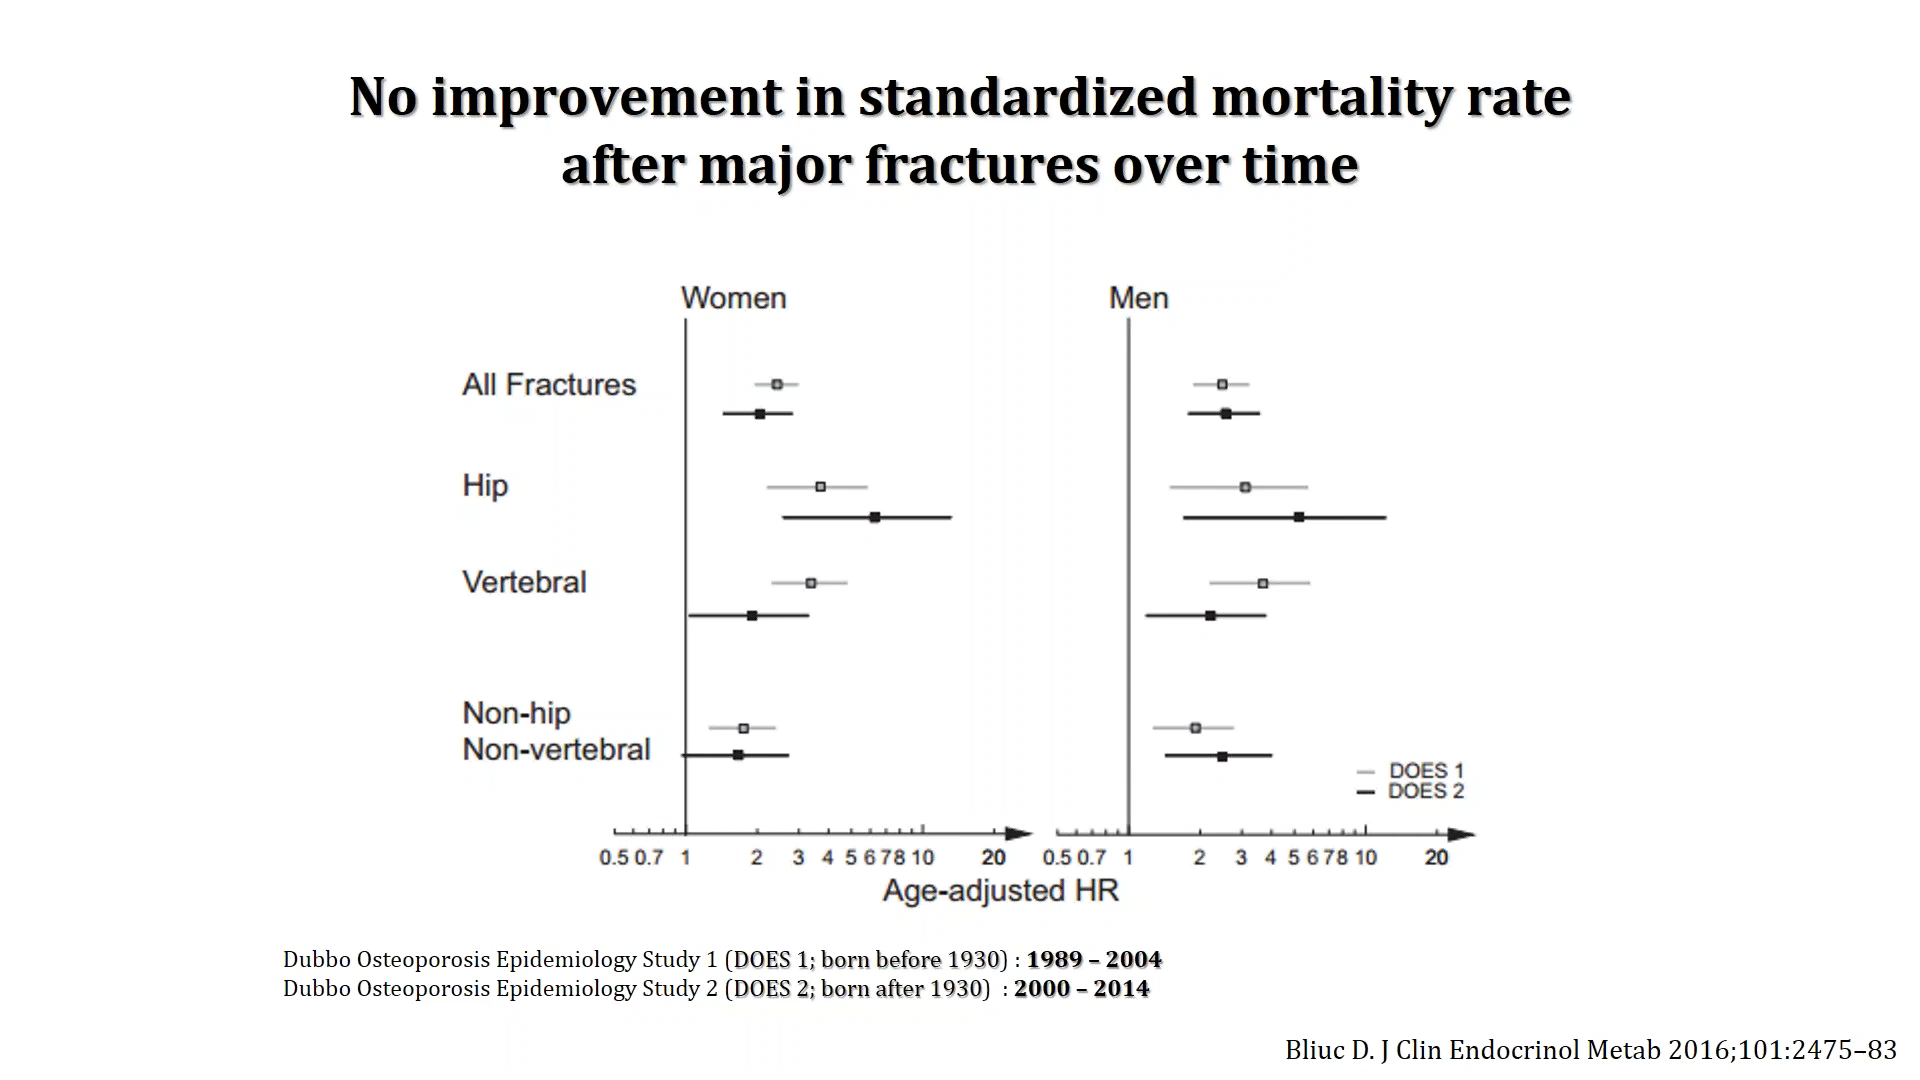 No improvement in standardized mortality rate
after major fractures over time
Women
Men
All Fractures
Hip
Vertebral
Non-hip
Non-vertebral
DOES 1
DOES 2
0.5 0.7 1 2 3 4 5 6 7 8 10 20
0.5 0.7 1 2 3 4 5 6 7 8 10 20
Age-adjusted HR
Dubbo Osteoporosis Epidemiology Study 1 (DOES 1; born before 1930) : 1989 – 2004
Dubbo Osteoporosis Epidemiology Study 2 (DOES 2; born after 1930) : 2000 – 2014
Bliuc D. J Clin Endocrinol Metab 2016;101:2475–83